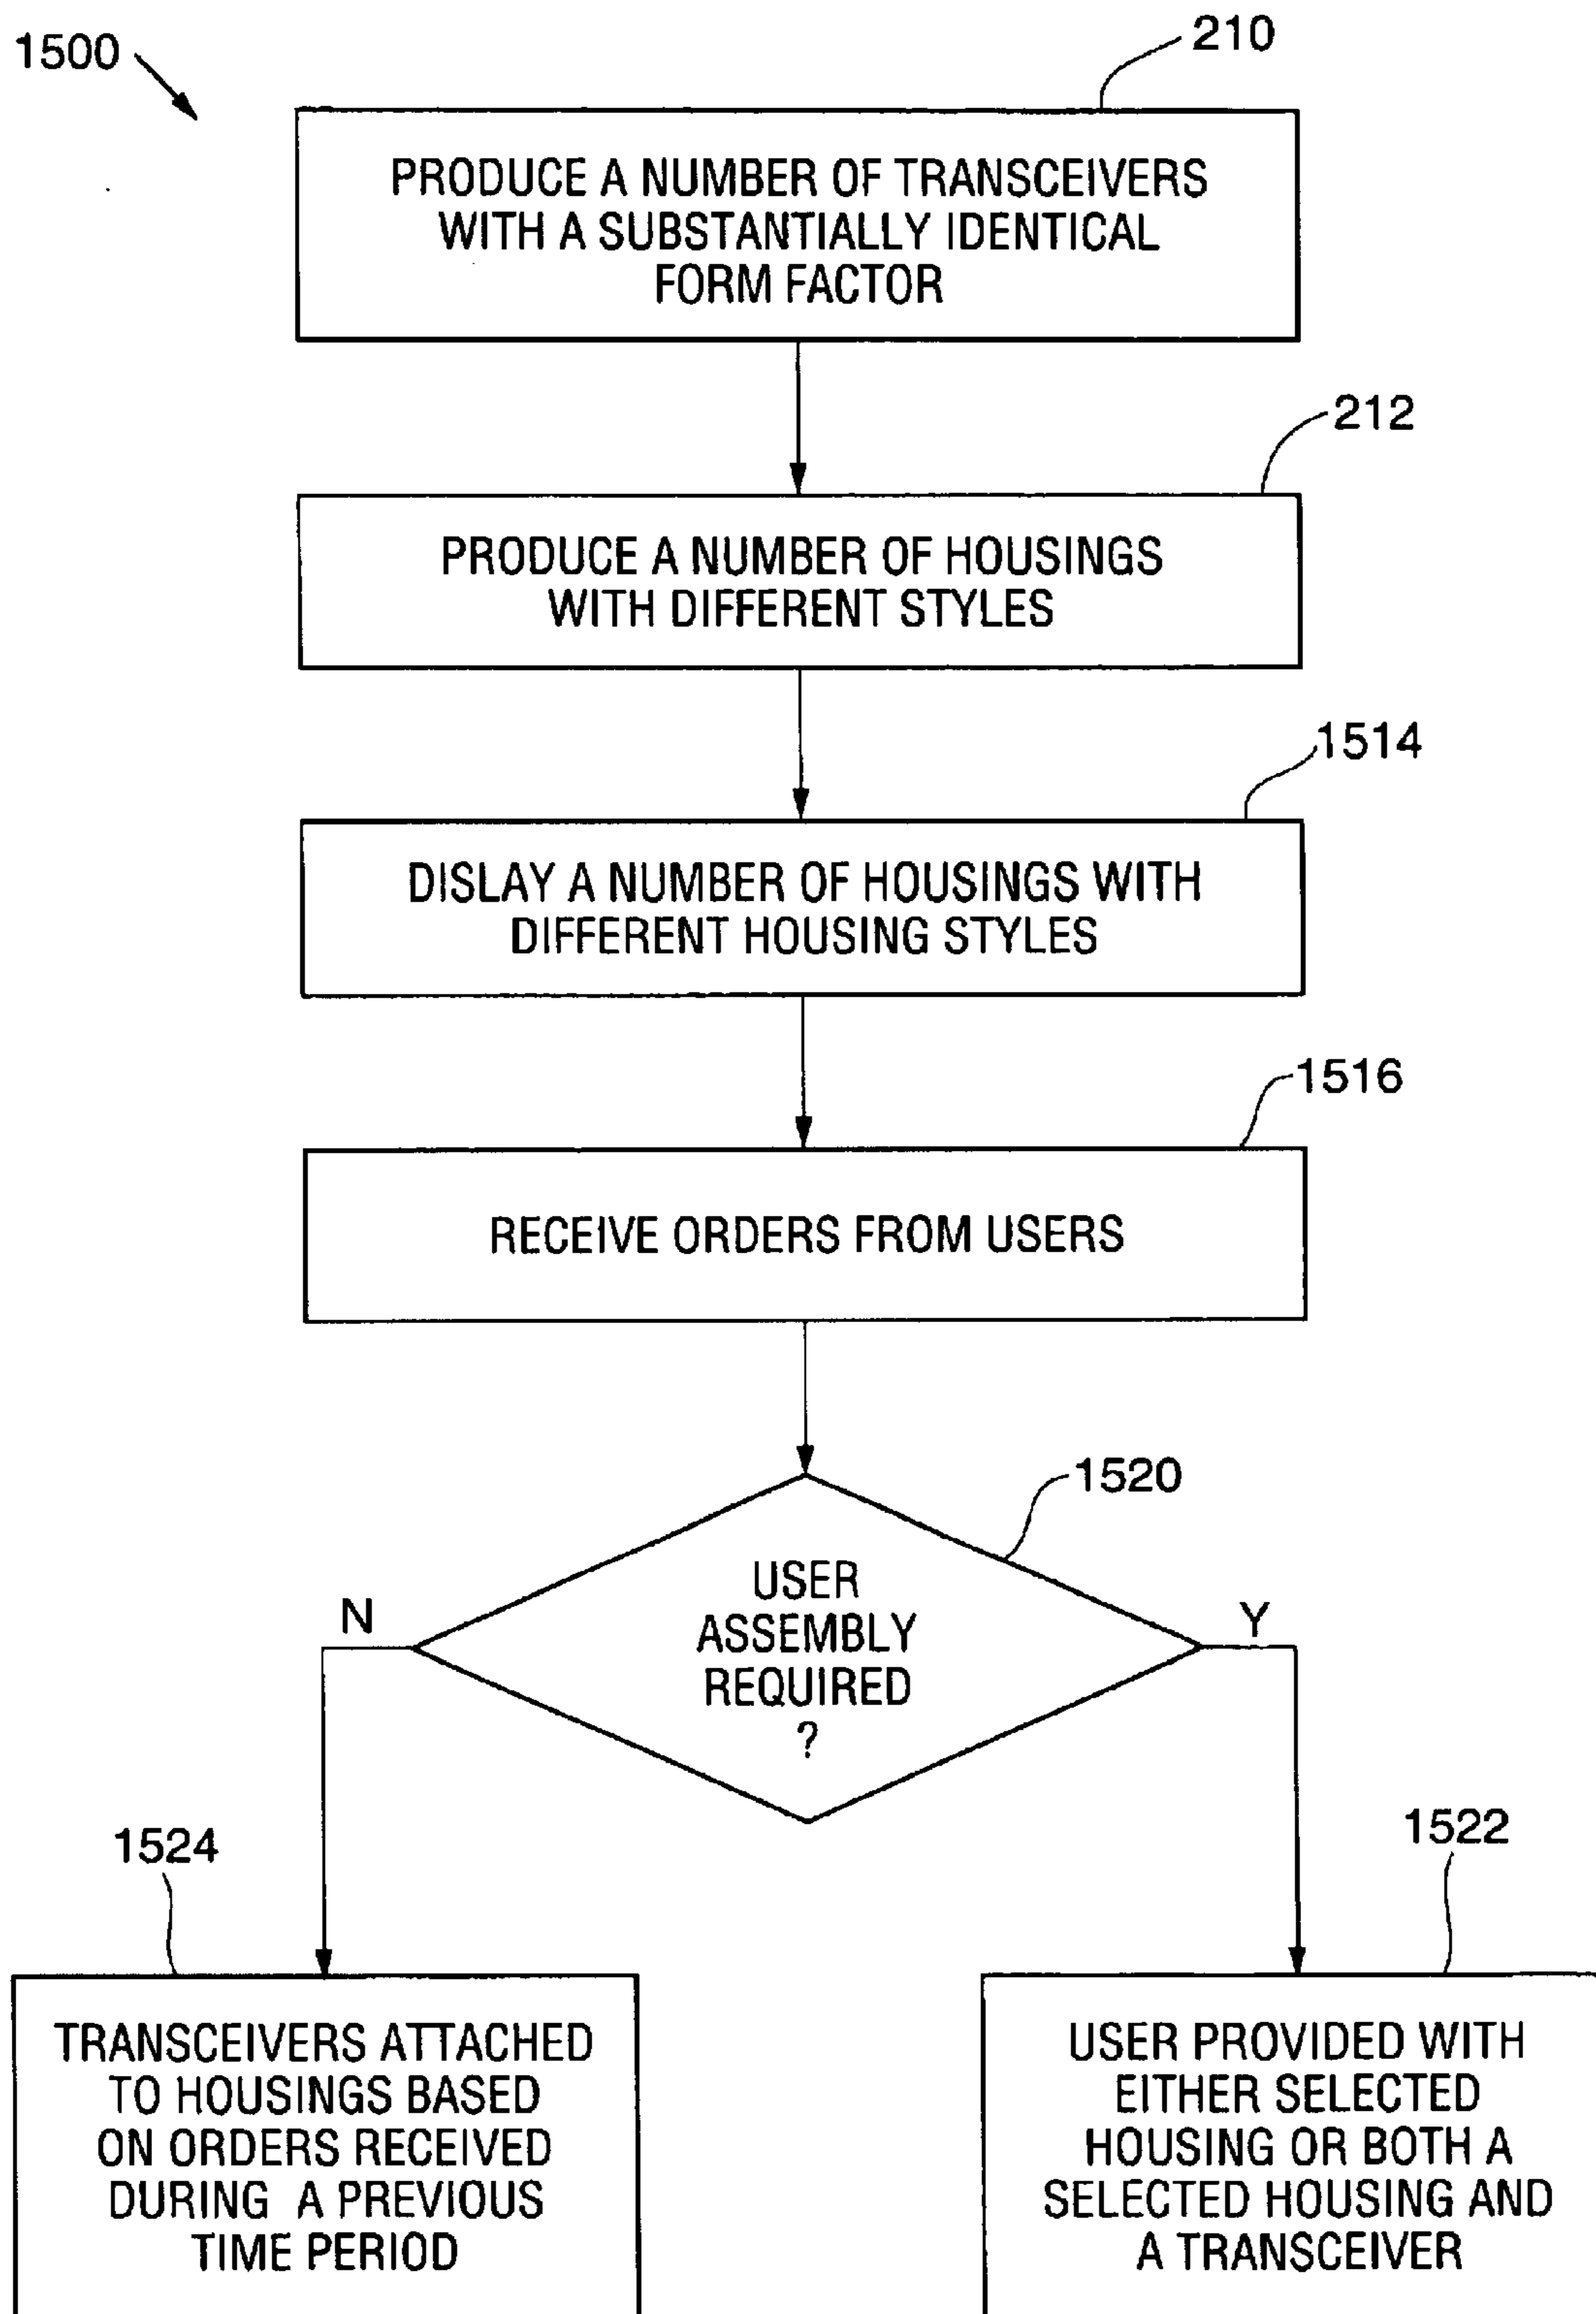 1500
210
PRODUCE A NUMBER OF TRANSCEIVERS
WITH A SUBSTANTIALLY IDENTICAL
FORM FACTOR
212
PRODUCE A NUMBER OF HOUSINGS
WITH DIFFERENT STYLES
1514
DISLAY A NUMBER OF HOUSINGS WITH
DIFFERENT HOUSING STYLES
1516
RECEIVE ORDERS FROM USERS
1520
USER
ASSEMBLY
REQUIRED
?
N
Y
1524
TRANSCEIVERS ATTACHED
TO HOUSINGS BASED
ON ORDERS RECEIVED
DURING A PREVIOUS
TIME PERIOD
1522
USER PROVIDED WITH
EITHER SELECTED
HOUSING OR BOTH A
SELECTED HOUSING AND
A TRANSCEIVER